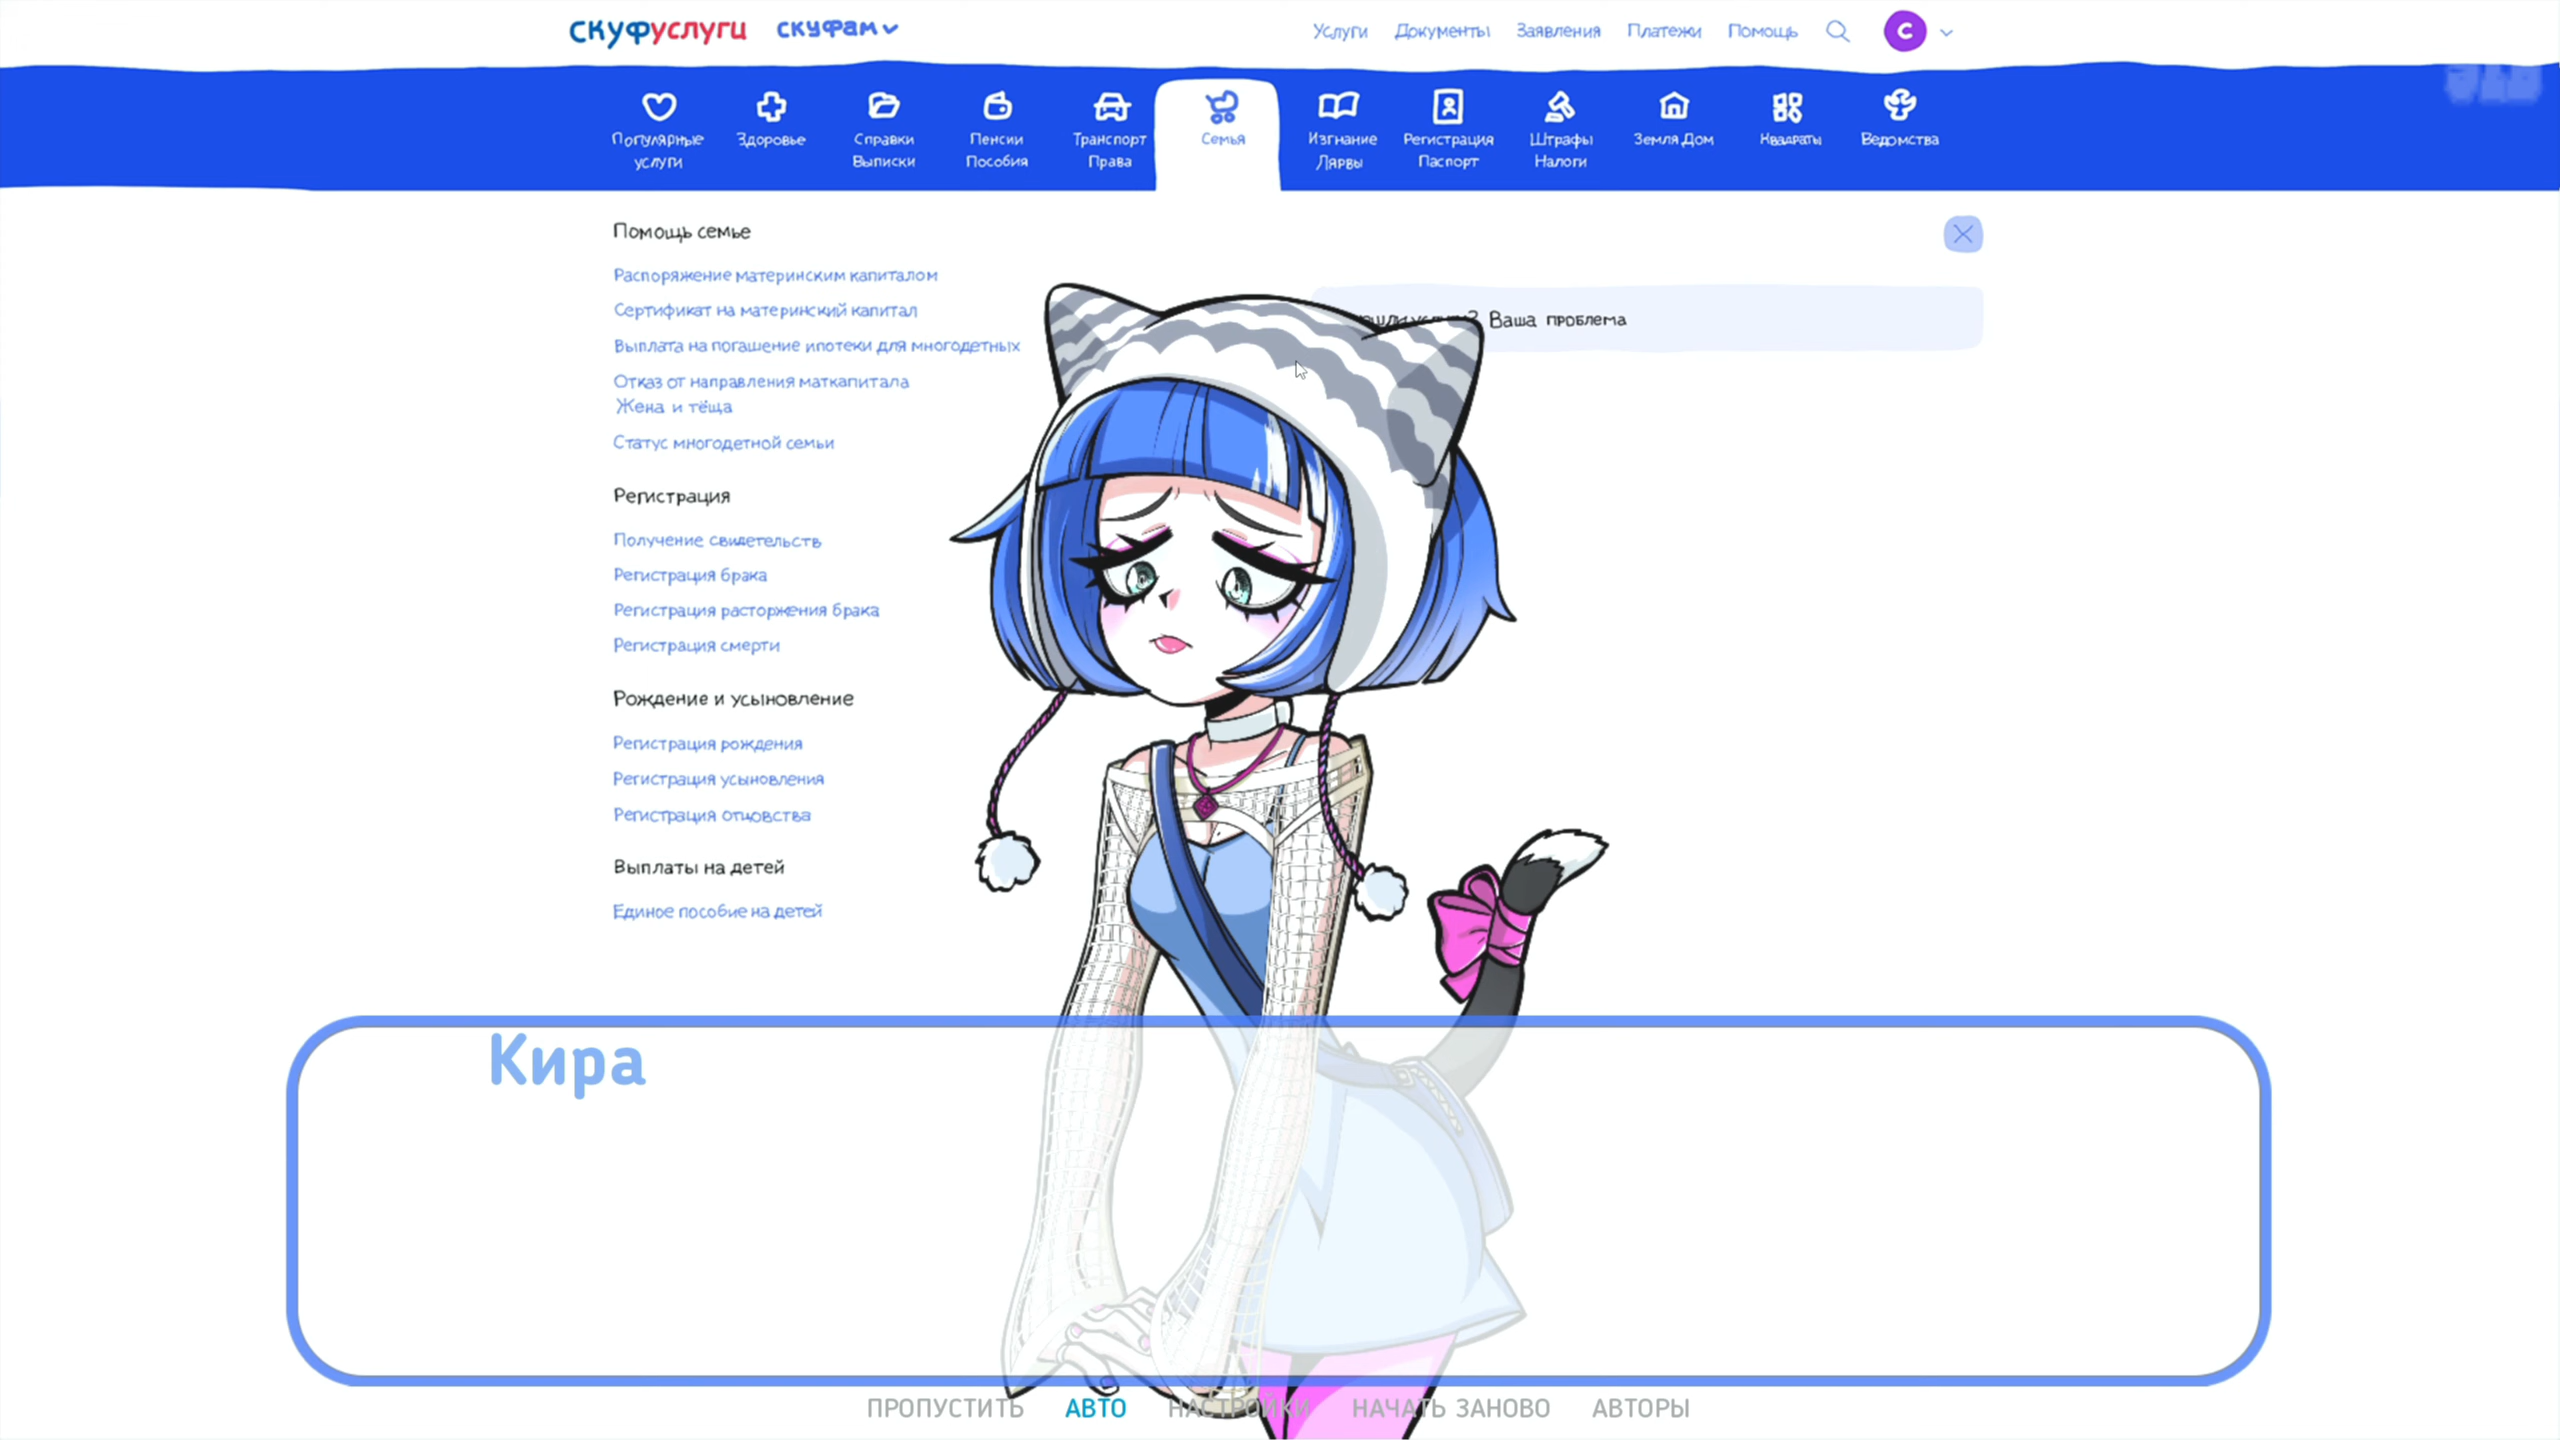 скуфуслуги
скуфам
Услуги Документы Заявления Платежи Помощь
С
Популярные услуги
Здоровье
Справки Выписки
Пенсии Пособия
Транспорт Права
Семья
Изгнание Лярвы
Регистрация Паспорт
Штрафы Налоги
Земля Дом
Квадраты
Ведомства
Помощь семье
Распоряжение материнским капиталом
Сертификат на материнский капитал
Выплата на погашение ипотеки для многодетных
Отказ от направления маткапитала
Жена и тёща
Статус многодетной семьи
Ваша проблема
Регистрация
Получение свидетельств
Регистрация брака
Регистрация расторжения брака
Регистрация смерти
Рождение и усыновление
Регистрация рождения
Регистрация усыновления
Регистрация отцовства
Выплаты на детей
Единое пособие на детей
Кира
ПРОПУСТИТЬ АВТО НАСТРОЙКИ НАЧАТЬ ЗАНОВО АВТОРЫ